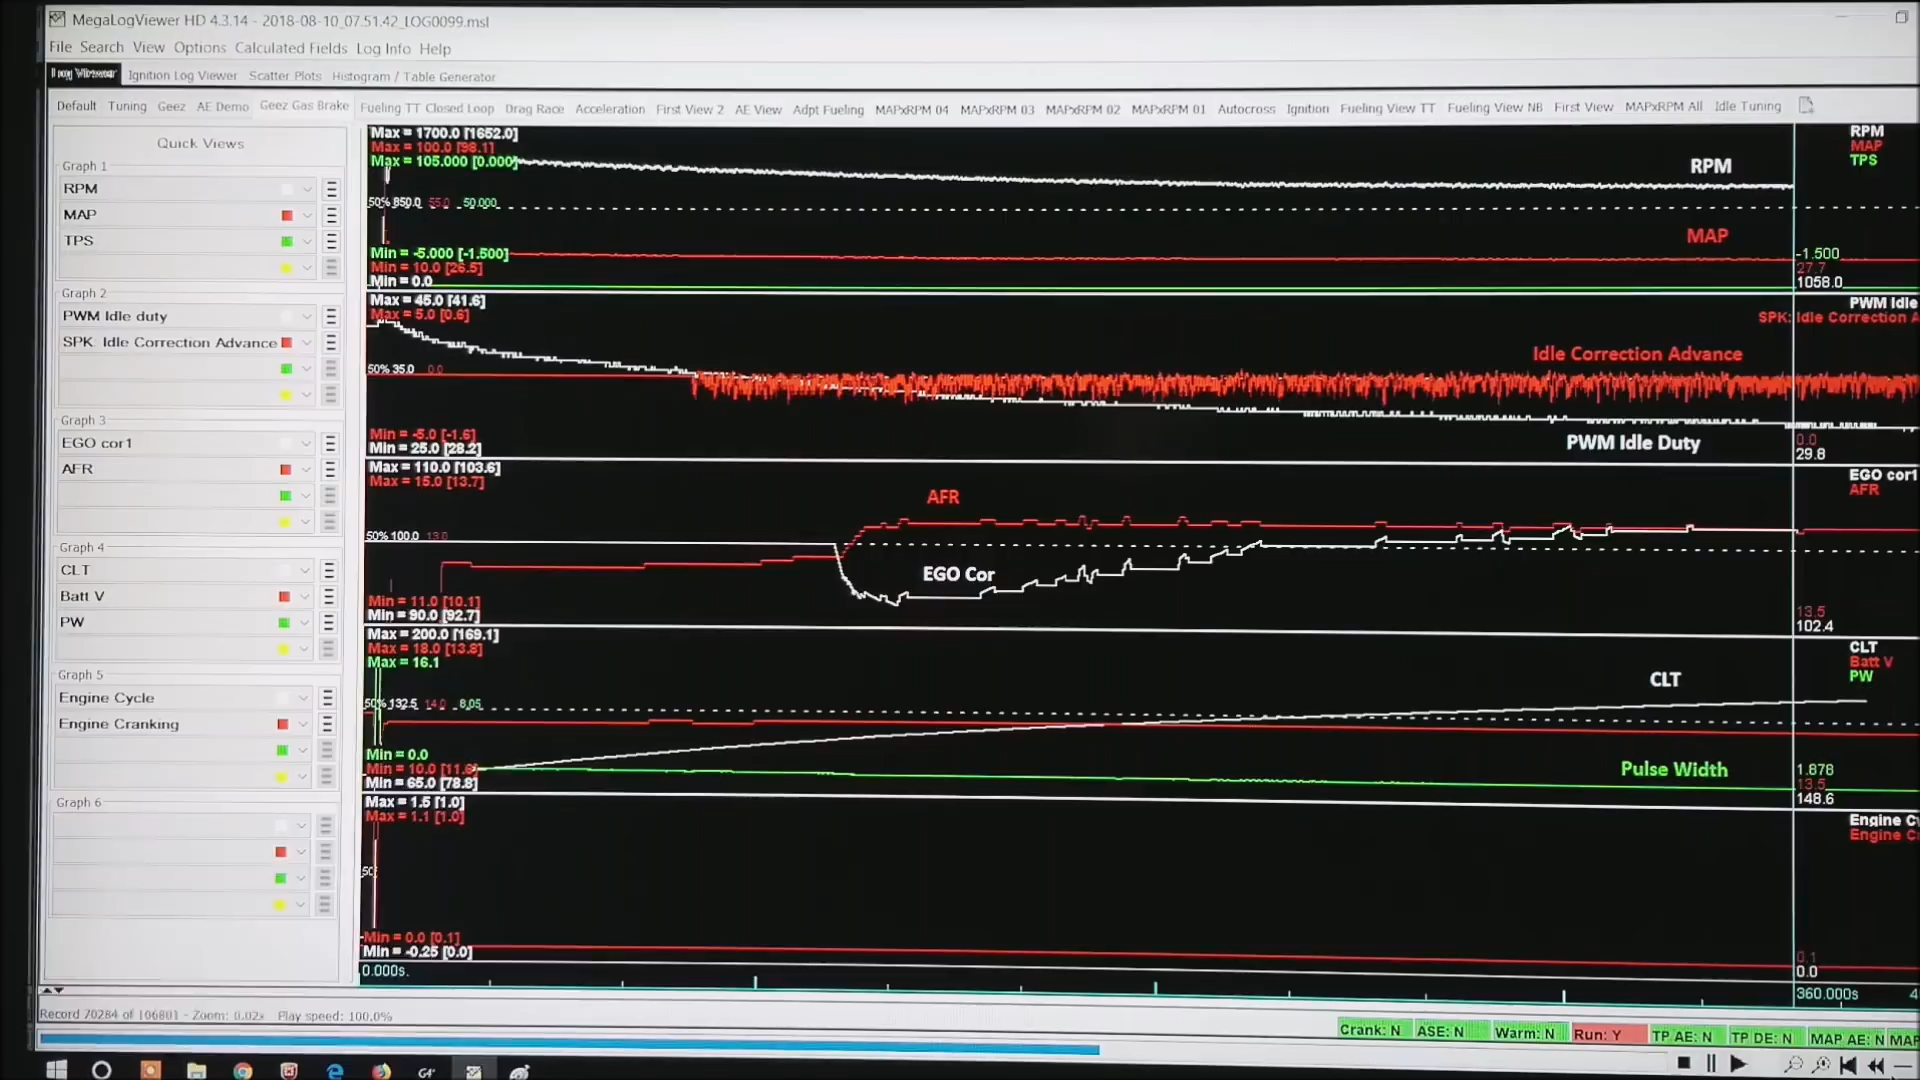 MegaLogViewer HD 4.3.14 - 2018-08-10_07.51.42_LOG0099.msl
File Search View Options Calculated Fields Log Info Help
Log Viewer Ignition Log Viewer Scatter Plots Histogram / Table Generator
Default Tuning Geez AE Demo Geez Gas Brake Fueling TT Closed Loop Drag Race Acceleration First View 2 AE View Adpt Fueling MAPxRPM 04 MAPxRPM 03 MAPxRPM 02 MAPxRPM 01 Autocross Ignition Fueling View TT Fueling View NB First View MAPxRPM All Idle Tuning
Quick Views
Graph 1
RPM
MAP
TPS
Graph 2
PWM Idle duty
SPK: Idle Correction Advance
Graph 3
EGO cor1
AFR
Graph 4
CLT
Batt V
PW
Graph 5
Engine Cycle
Engine Cranking
Graph 6
Max = 1700.0 [1652.0]
Max = 100.0 [98.1]
Max = 105.000 [0.000]
RPM
RPM
MAP
TPS
50% 850.0 55.0 50.000
MAP
Min = -5.000 [-1.500]
Min = 10.0 [26.5]
Min = 0.0
-1.500
27.7
1058.0
Max = 45.0 [41.6]
Max = 5.0 [0.6]
PWM Idle
SPK: Idle Correction A
Idle Correction Advance
50% 35.0 0.0
Min = -5.0 [-1.6]
Min = 25.0 [28.2]
PWM Idle Duty
0.0
29.8
Max = 110.0 [103.6]
Max = 15.0 [13.7]
EGO cor1
AFR
AFR
50% 100.0 13.0
EGO Cor
Min = 11.0 [10.1]
Min = 90.0 [92.7]
13.5
102.4
Max = 200.0 [169.1]
Max = 18.0 [13.8]
Max = 16.1
CLT
Batt V
PW
CLT
50% 132.5 14.0 8.05
Min = 0.0
Min = 10.0 [11.6]
Min = 65.0 [78.8]
Pulse Width
1.878
13.5
148.6
Max = 1.5 [1.0]
Max = 1.1 [1.0]
Engine Cy
Engine C
50%
Min = 0.0 [0.1]
Min = -0.25 [0.0]
0.1
0.0
0.000s.
360.000s
Record 70284 of 106801 - Zoom: 0.02x Play speed: 100.0%
Crank: N ASE: N Warm: N Run: Y TP AE: N TP DE: N MAP AE: N MAP